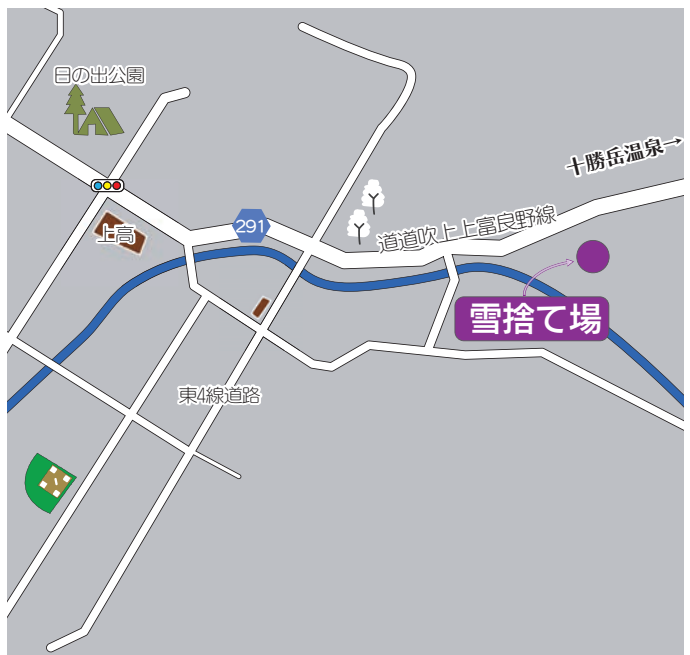 日の出公園
十勝岳温泉→
上高
291
道道吹上上富良野線
雪捨て場
東4線道路